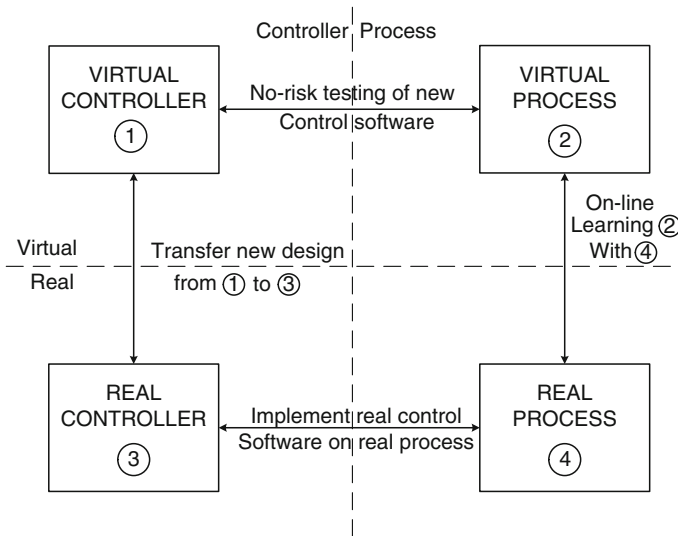 Controller Process
VIRTUAL
CONTROLLER
①
No-risk testing of new
Control software
VIRTUAL
PROCESS
②
On-line
Learning ②
With ④
Virtual
Real
Transfer new design
from ① to ③
REAL
CONTROLLER
③
Implement real control
Software on real process
REAL
PROCESS
④